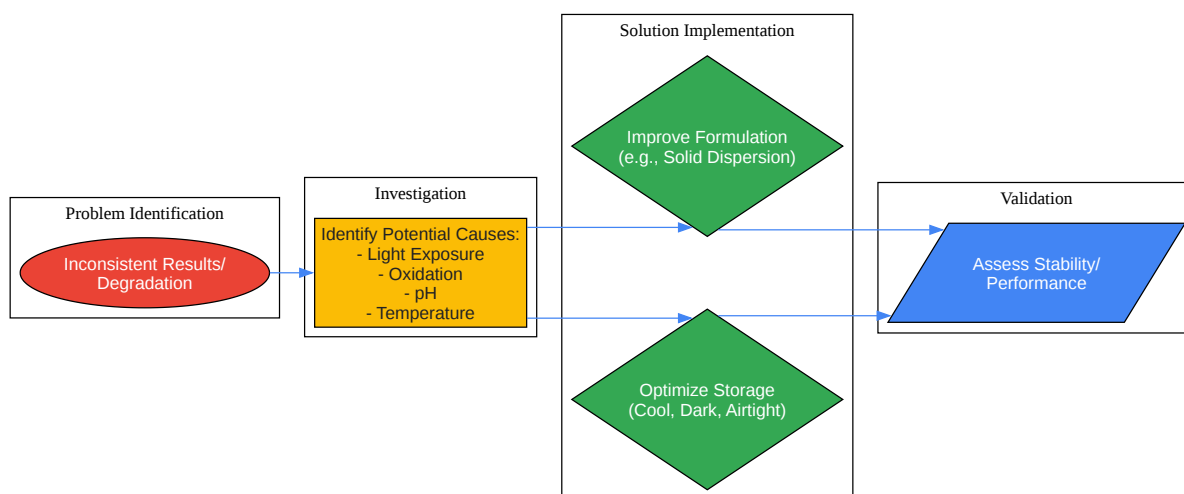 Problem Identification
Inconsistent Results/
Degradation
Investigation
Identify Potential Causes:
- Light Exposure
- Oxidation
- pH
- Temperature
Solution Implementation
Improve Formulation
(e.g., Solid Dispersion)
Optimize Storage
(Cool, Dark, Airtight)
Validation
Assess Stability/
Performance